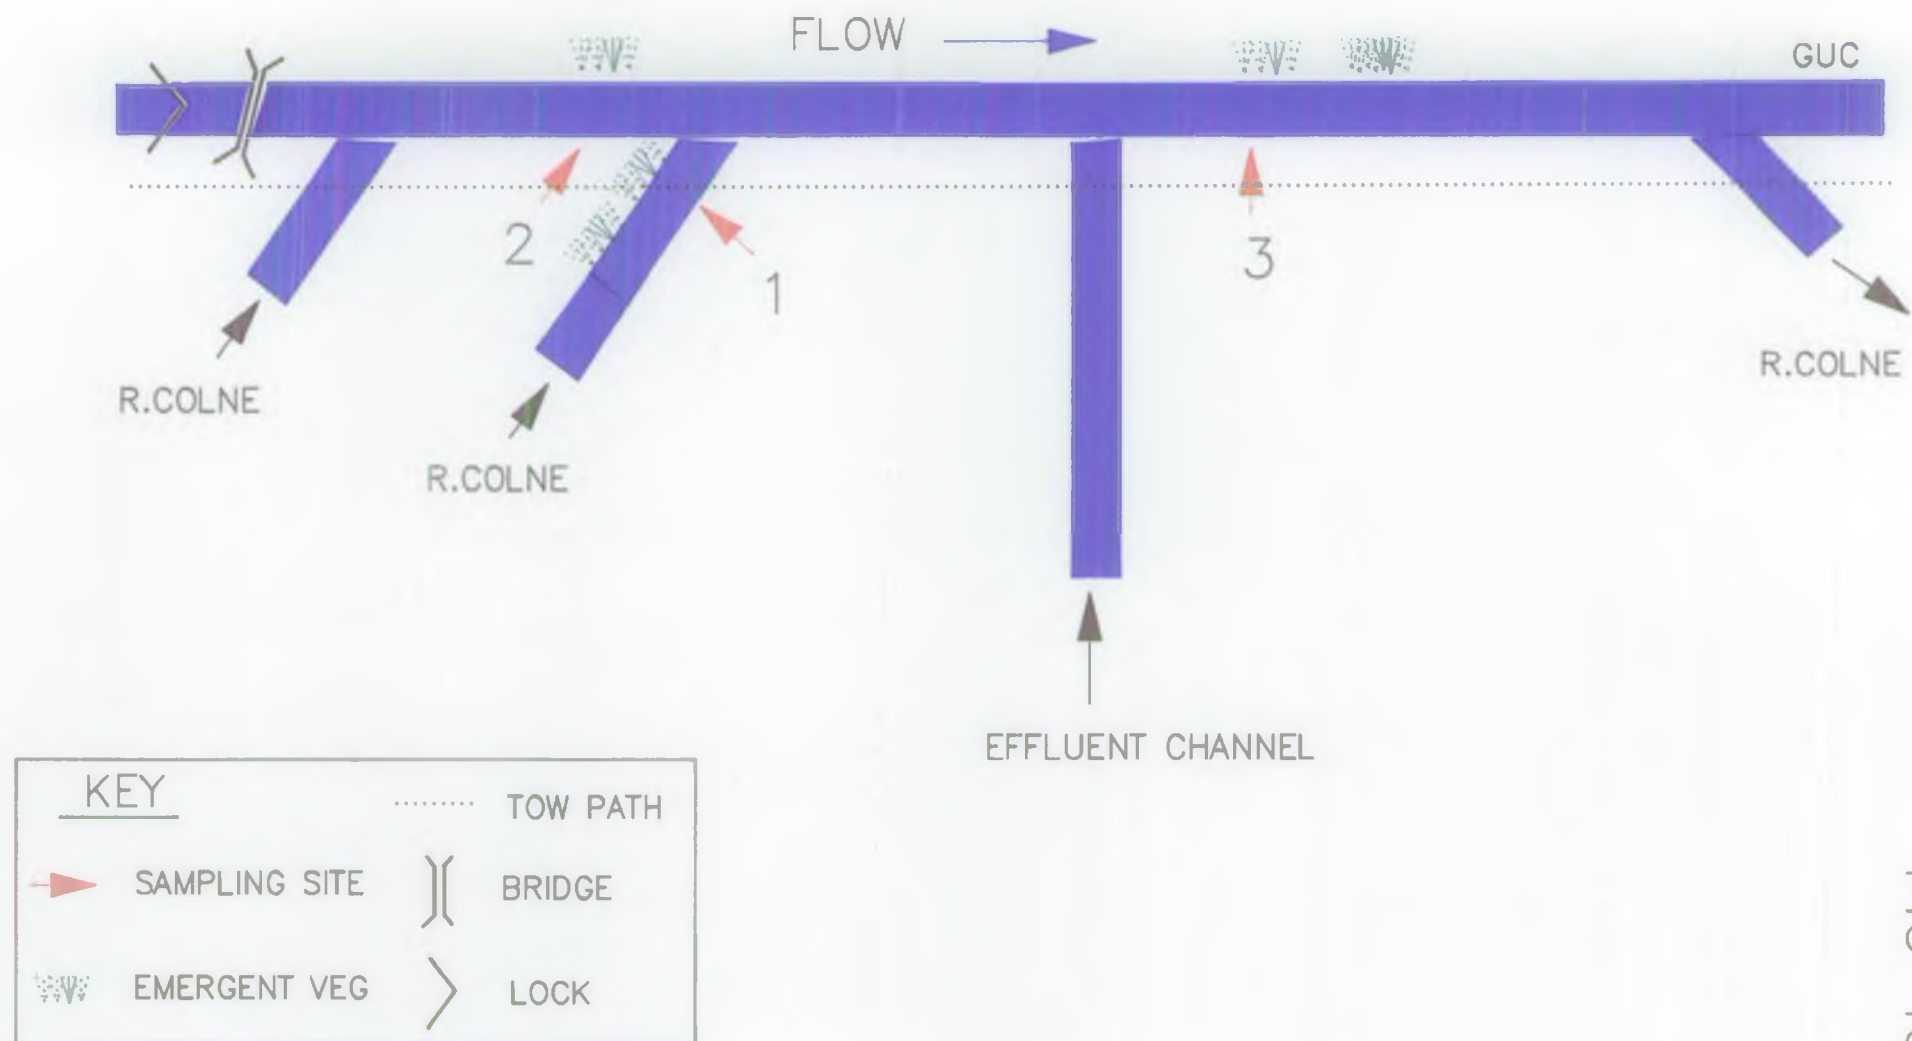 FLOW
GUC
2
1
3
R.COLNE
R.COLNE
R.COLNE
EFFLUENT CHANNEL
KEY
TOW PATH
SAMPLING SITE
BRIDGE
EMERGENT VEG
LOCK